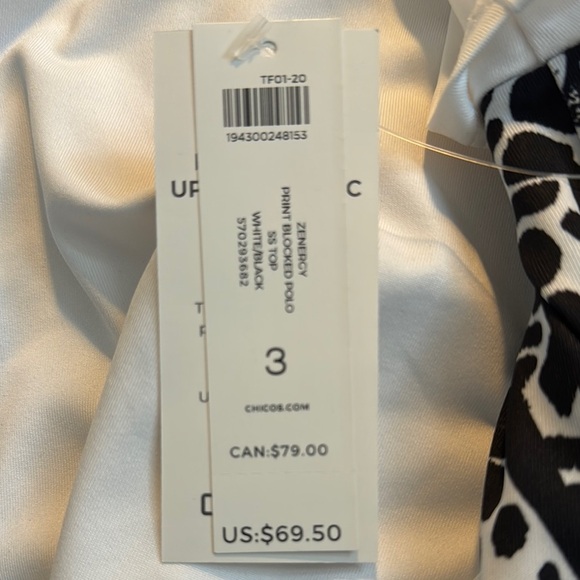 TF01-20
194300248153
ZENERGY
PRINT BLOCKED POLO
SS TOP
WHITE/BLACK
570293682
3
CHICOS.COM
CAN:$79.00
US:$69.50